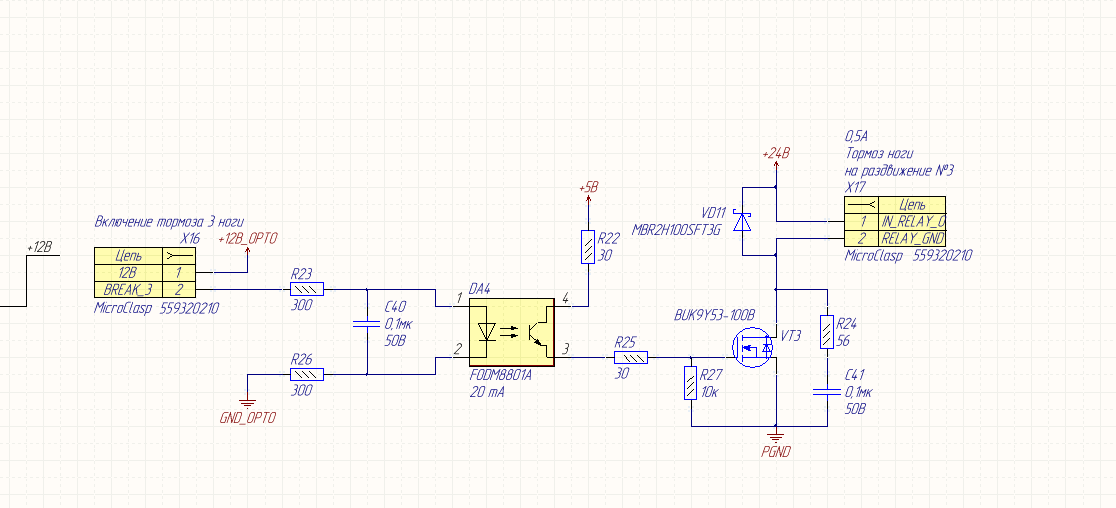 0,5А
Тормоз ноги
на раздвижение №3
X17
Цепь
1 IN_RELAY_0
2 RELAY_GND
MicroClasp 559320210
+24В
VD11
MBR2H100SFT3G
+5В
R22
30
Включение тормоза 3 ноги
X16
+12В_OPTO
Цепь
12В 1
BREAK_3 2
MicroClasp 559320210
+12В
R23
300
C40
0,1мк
50В
R26
300
GND_OPTO
DA4
1
4
2
3
FODM8801A
20 mA
R25
30
R27
10к
BUK9Y53-100B
VT3
R24
56
C41
0,1мк
50В
PGND